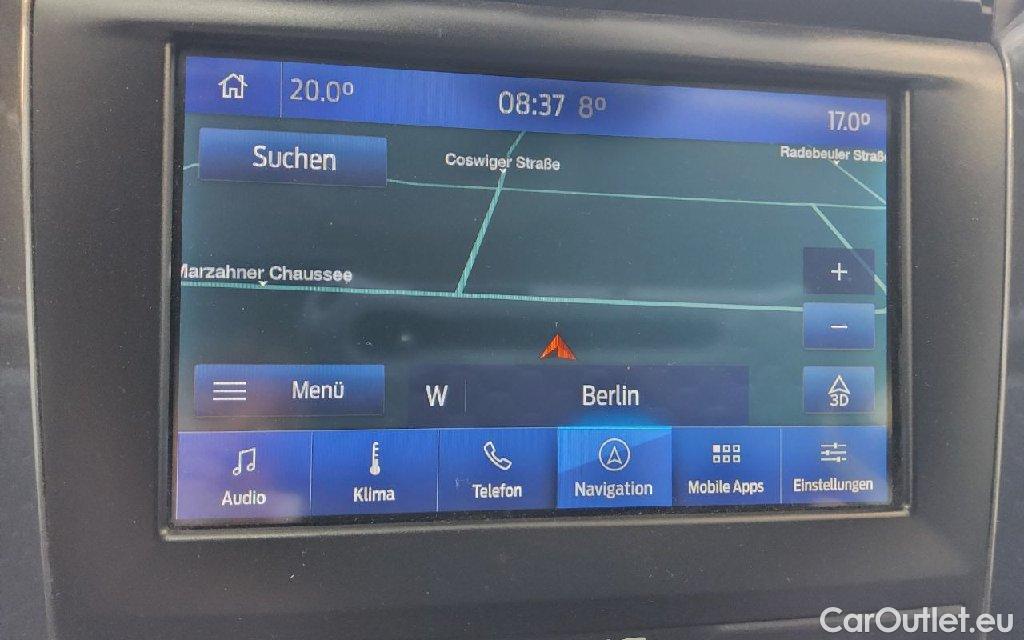 20.0°
08:37 8°
17.0°
Suchen
Coswiger Straße
Radebeuler Straße
Marzahner Chaussee
+
−
Menü
W
Berlin
3D
Audio
Klima
Telefon
Navigation
Mobile Apps
Einstellungen
CarOutlet.eu